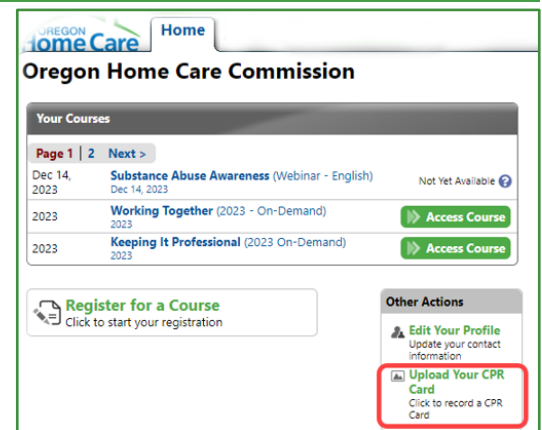 OREGON
Home Care
Home
Oregon Home Care Commission
Your Courses
Page 1 | 2 Next >
Dec 14, 2023
Substance Abuse Awareness (Webinar - English)
Dec 14, 2023
Not Yet Available ?
2023
Working Together (2023 - On-Demand)
2023
Access Course
2023
Keeping It Professional (2023 On-Demand)
2023
Access Course
Register for a Course
Click to start your registration
Other Actions
Edit Your Profile
Update your contact
information
Upload Your CPR
Card
Click to record a CPR
Card